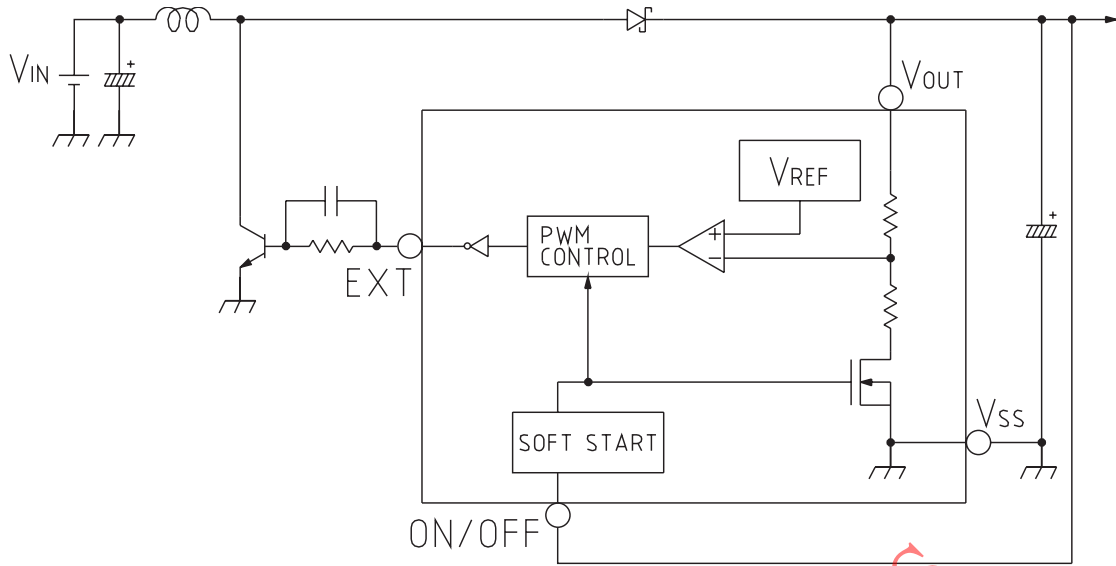 VIN
+
VOUT
VREF
+
PWM
CONTROL
+
−
EXT
VSS
SOFT START
ON/OFF